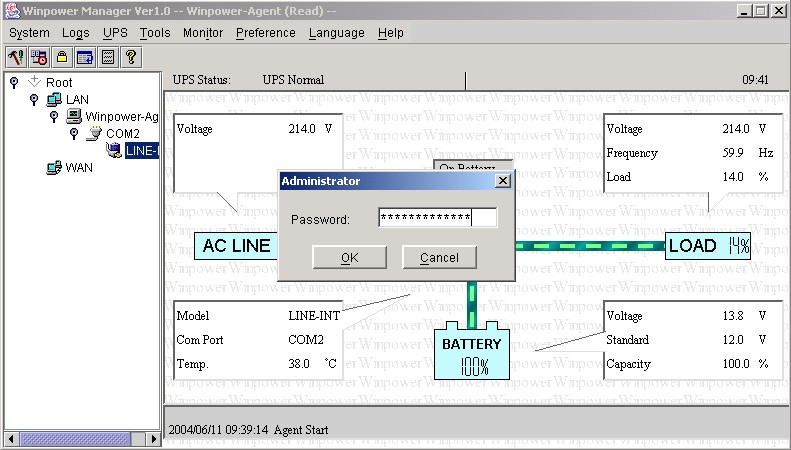 Winpower Manager Ver1.0 -- Winpower-Agent (Read) --
System Logs UPS Tools Monitor Preference Language Help
Root
LAN
Winpower-Ag
COM2
LINE-I
WAN
UPS Status: UPS Normal 09:41
Voltage 214.0 V
On Battery
Voltage 214.0 V
Frequency 59.9 Hz
Load 14.0 %
Administrator
Password: *************
OK Cancel
AC LINE
LOAD 14%
Model LINE-INT
Com Port COM2
Temp. 38.0 °C
BATTERY
100%
Voltage 13.8 V
Standard 12.0 V
Capacity 100.0 %
2004/06/11 09:39:14 Agent Start